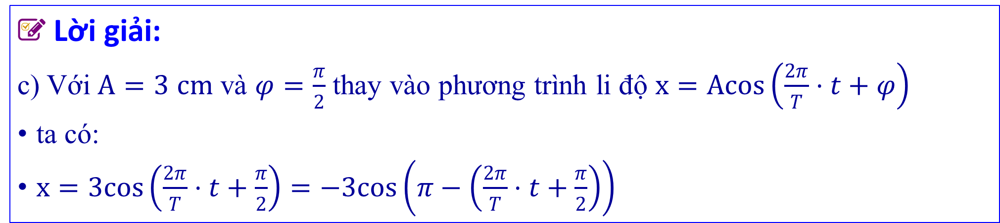 Lời giải:
c) Với A = 3 cm và φ = π/2 thay vào phương trình li độ x = Acos(2π/T · t + φ)
• ta có:
• x = 3cos(2π/T · t + π/2) = −3cos(π − (2π/T · t + π/2))